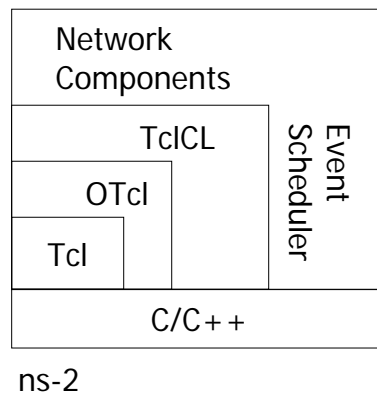 Network
Components
Event
Scheduler
TclCL
OTcl
Tcl
C/C++
ns-2